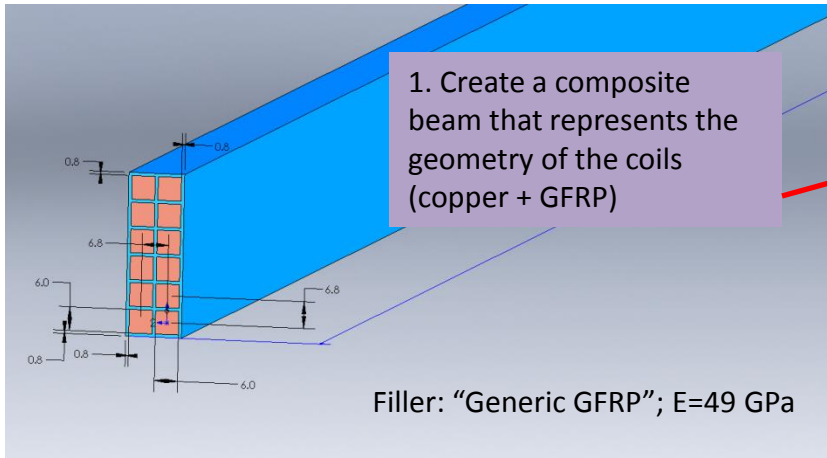 1. Create a composite
beam that represents the
geometry of the coils
(copper + GFRP)
0.8
0.8
6.8
6.0
6.8
0.8
0.8
6.0
Filler: “Generic GFRP”; E=49 GPa